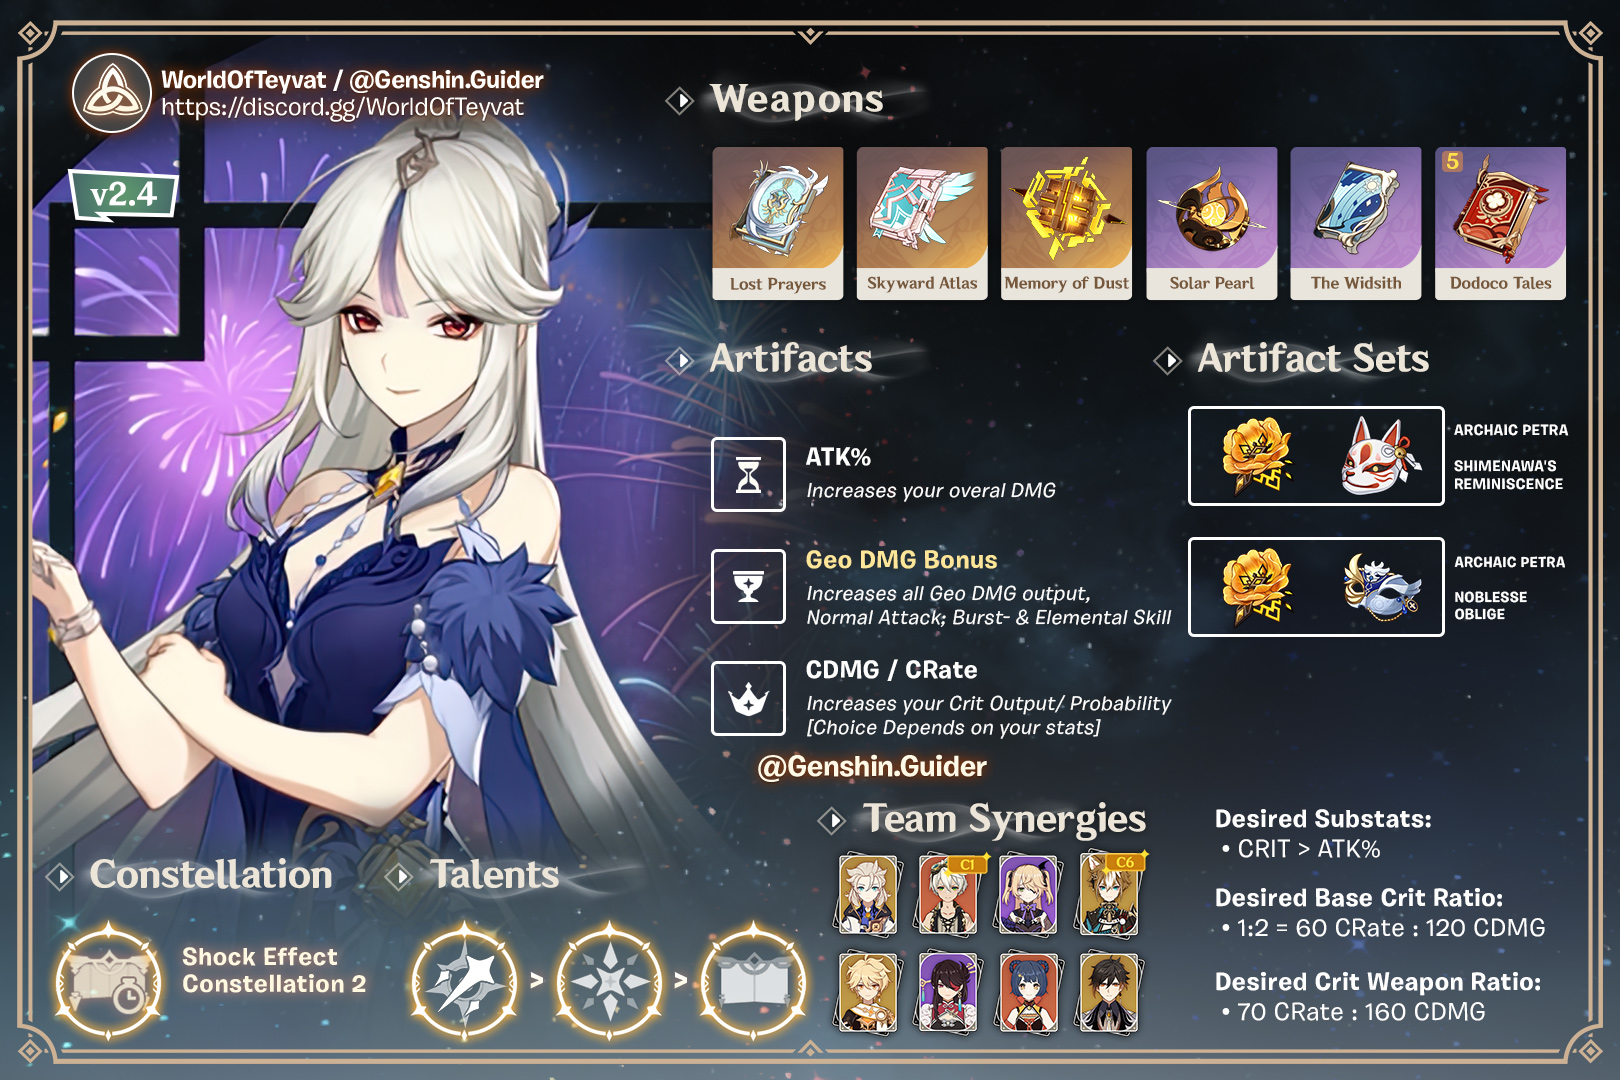 WorldOfTeyvat / @Genshin.Guider
https://discord.gg/WorldOfTeyvat
v2.4
Weapons
5
Lost Prayers
Skyward Atlas
Memory of Dust
Solar Pearl
The Widsith
Dodoco Tales
Artifacts
ATK%
Increases your overal DMG
Geo DMG Bonus
Increases all Geo DMG output,
Normal Attack; Burst- & Elemental Skill
CDMG / CRate
Increases your Crit Output/ Probability
[Choice Depends on your stats]
@Genshin.Guider
Artifact Sets
ARCHAIC PETRA
SHIMENAWA'S
REMINISCENCE
ARCHAIC PETRA
NOBLESSE
OBLIGE
Constellation
Shock Effect
Constellation 2
Talents
> >
Team Synergies
C1
C6
Desired Substats:
• CRIT > ATK%
Desired Base Crit Ratio:
• 1:2 = 60 CRate : 120 CDMG
Desired Crit Weapon Ratio:
• 70 CRate : 160 CDMG